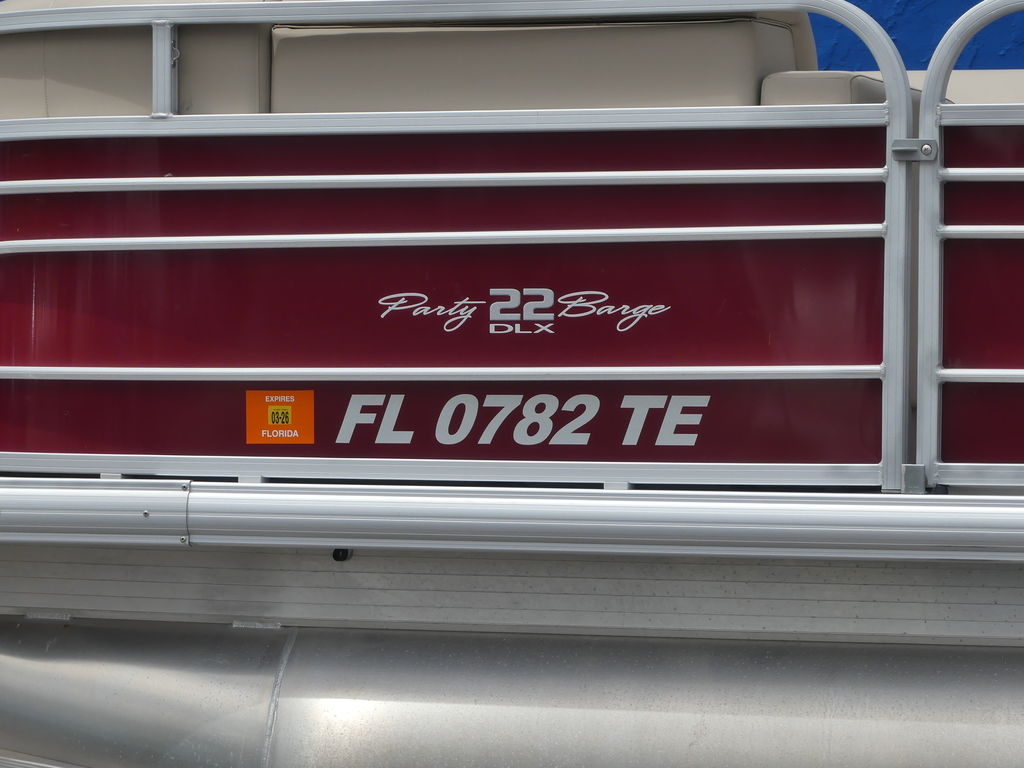 Party 22 Barge
DLX
EXPIRES
03-26
FLORIDA
FL 0782 TE